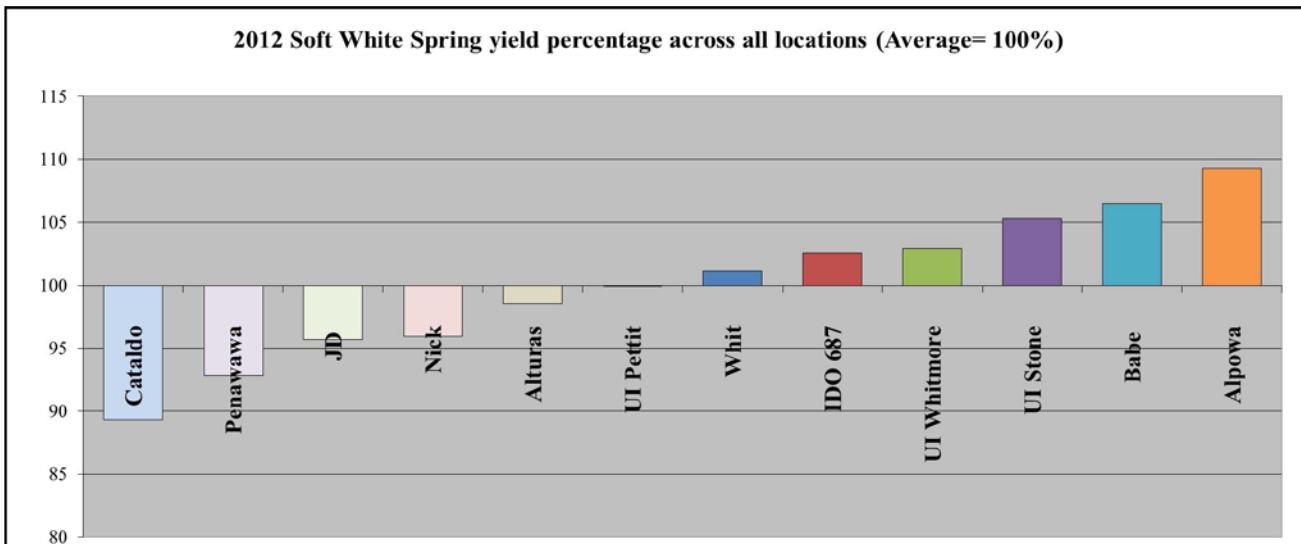 2012 Soft White Spring yield percentage across all locations (Average= 100%)
115
110
105
100
95
90
85
80
Cataldo
Penawawa
JD
Nick
Alturas
UI Pettit
Whit
IDO 687
UI Whitmore
UI Stone
Babe
Alpowa